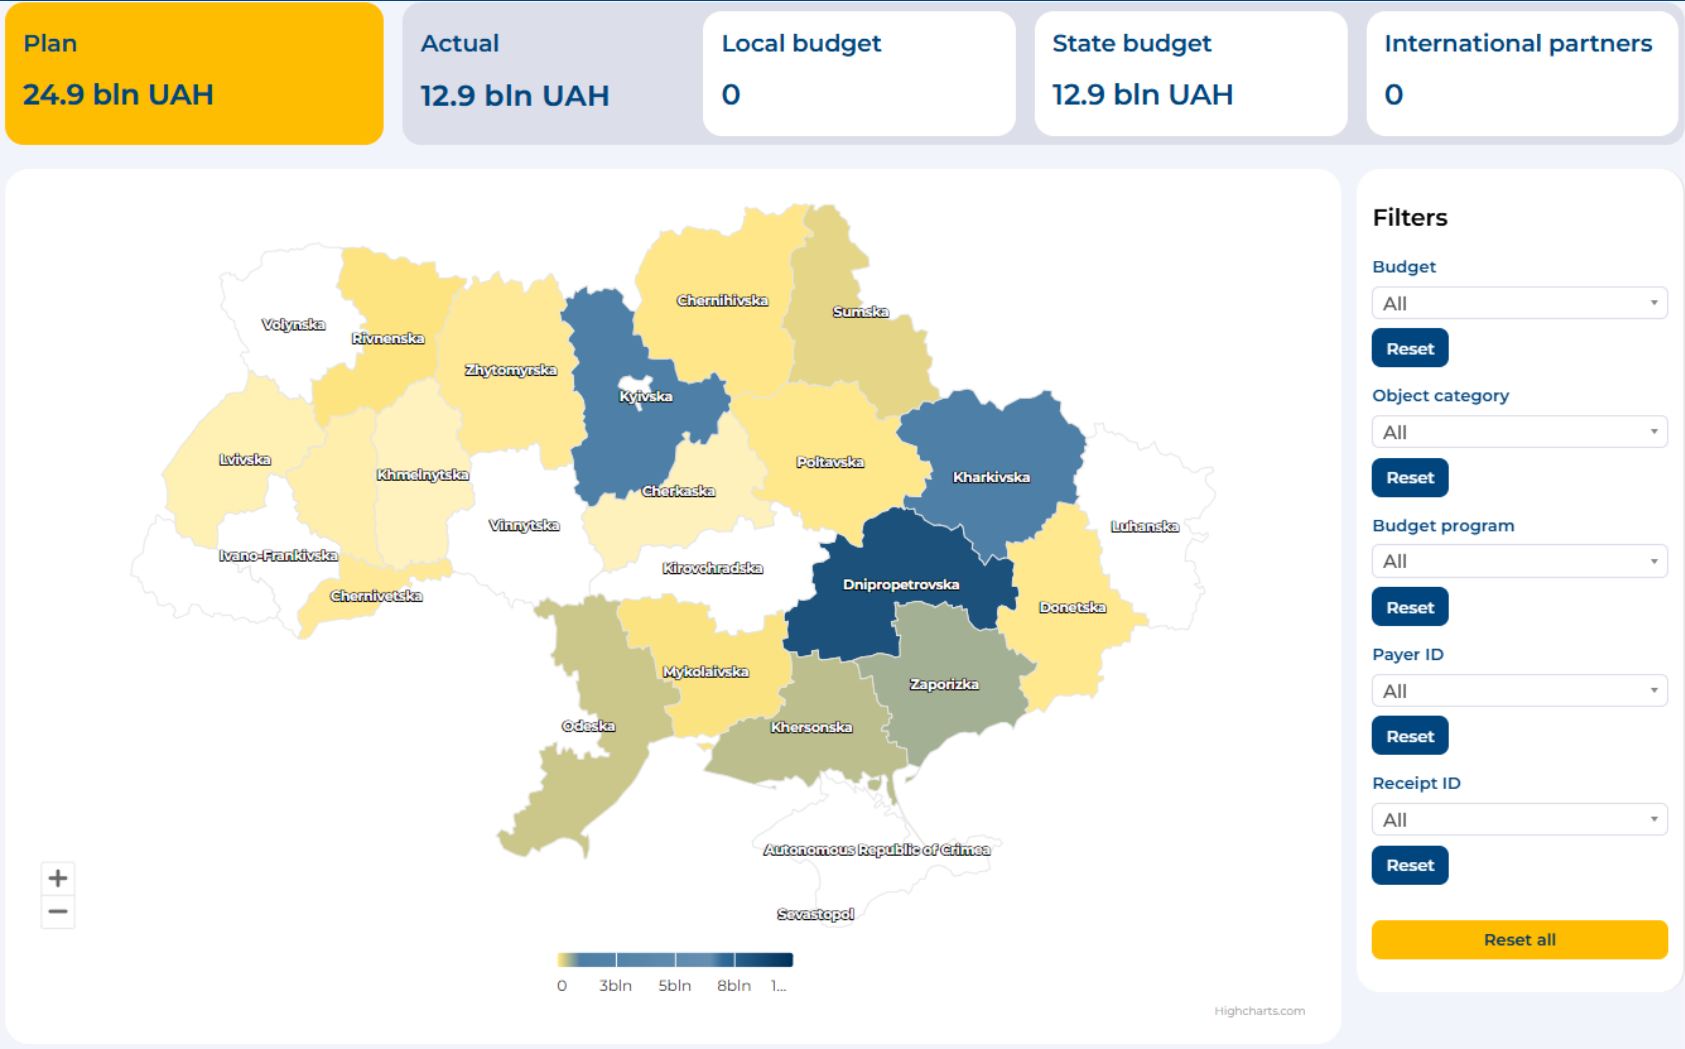 Plan
24.9 bln UAH
Actual
12.9 bln UAH
Local budget
0
State budget
12.9 bln UAH
International partners
0
Chernihivska
Sumska
Volynska
Rivnenska
Zhytomyrska
Kyivska
Lvivska
Khmelnytska
Cherkaska
Poltavska
Kharkivska
Vinnytska
Luhanska
Ivano-Frankivska
Kirovohradska
Dnipropetrovska
Chernivetska
Donetska
Mykolaivska
Zaporizka
Odeska
Khersonska
Autonomous Republic of Crimea
Sevastopol
+
−
0 3bln 5bln 8bln 1...
Highcharts.com
Filters
Budget
All
Reset
Object category
All
Reset
Budget program
All
Reset
Payer ID
All
Reset
Receipt ID
All
Reset
Reset all